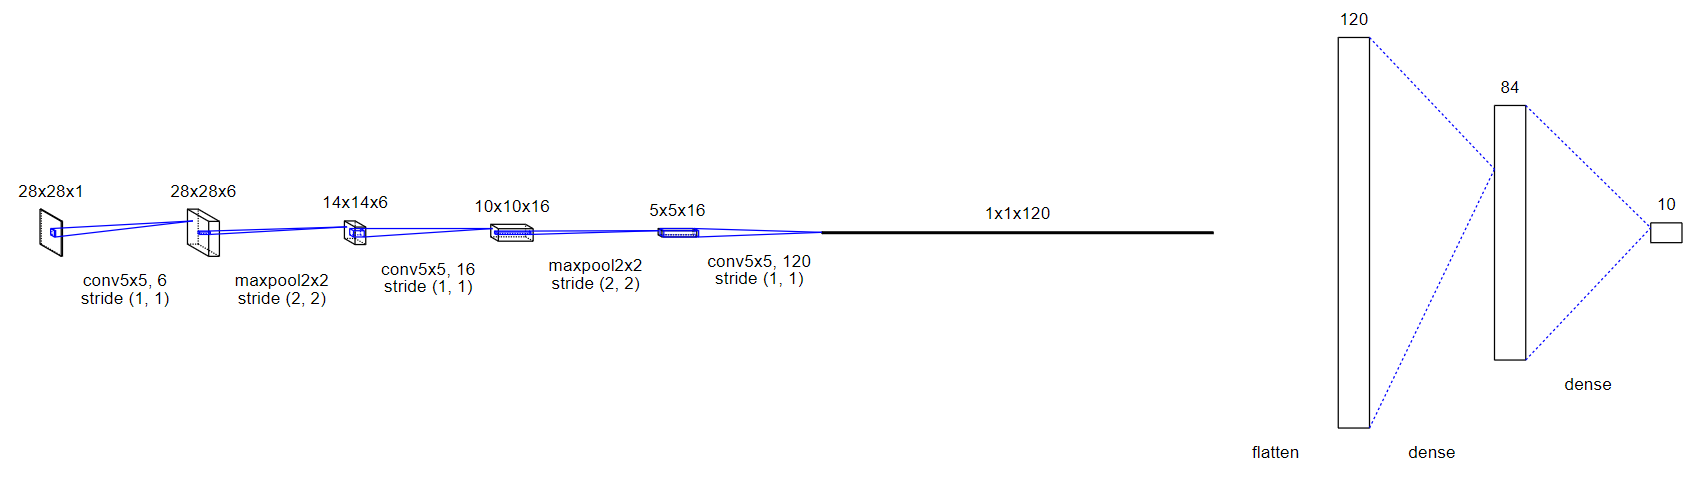 28x28x1
conv5x5, 6
stride (1, 1)
28x28x6
maxpool2x2
stride (2, 2)
14x14x6
conv5x5, 16
stride (1, 1)
10x10x16
maxpool2x2
stride (2, 2)
5x5x16
conv5x5, 120
stride (1, 1)
1x1x120
flatten
120
dense
84
dense
10